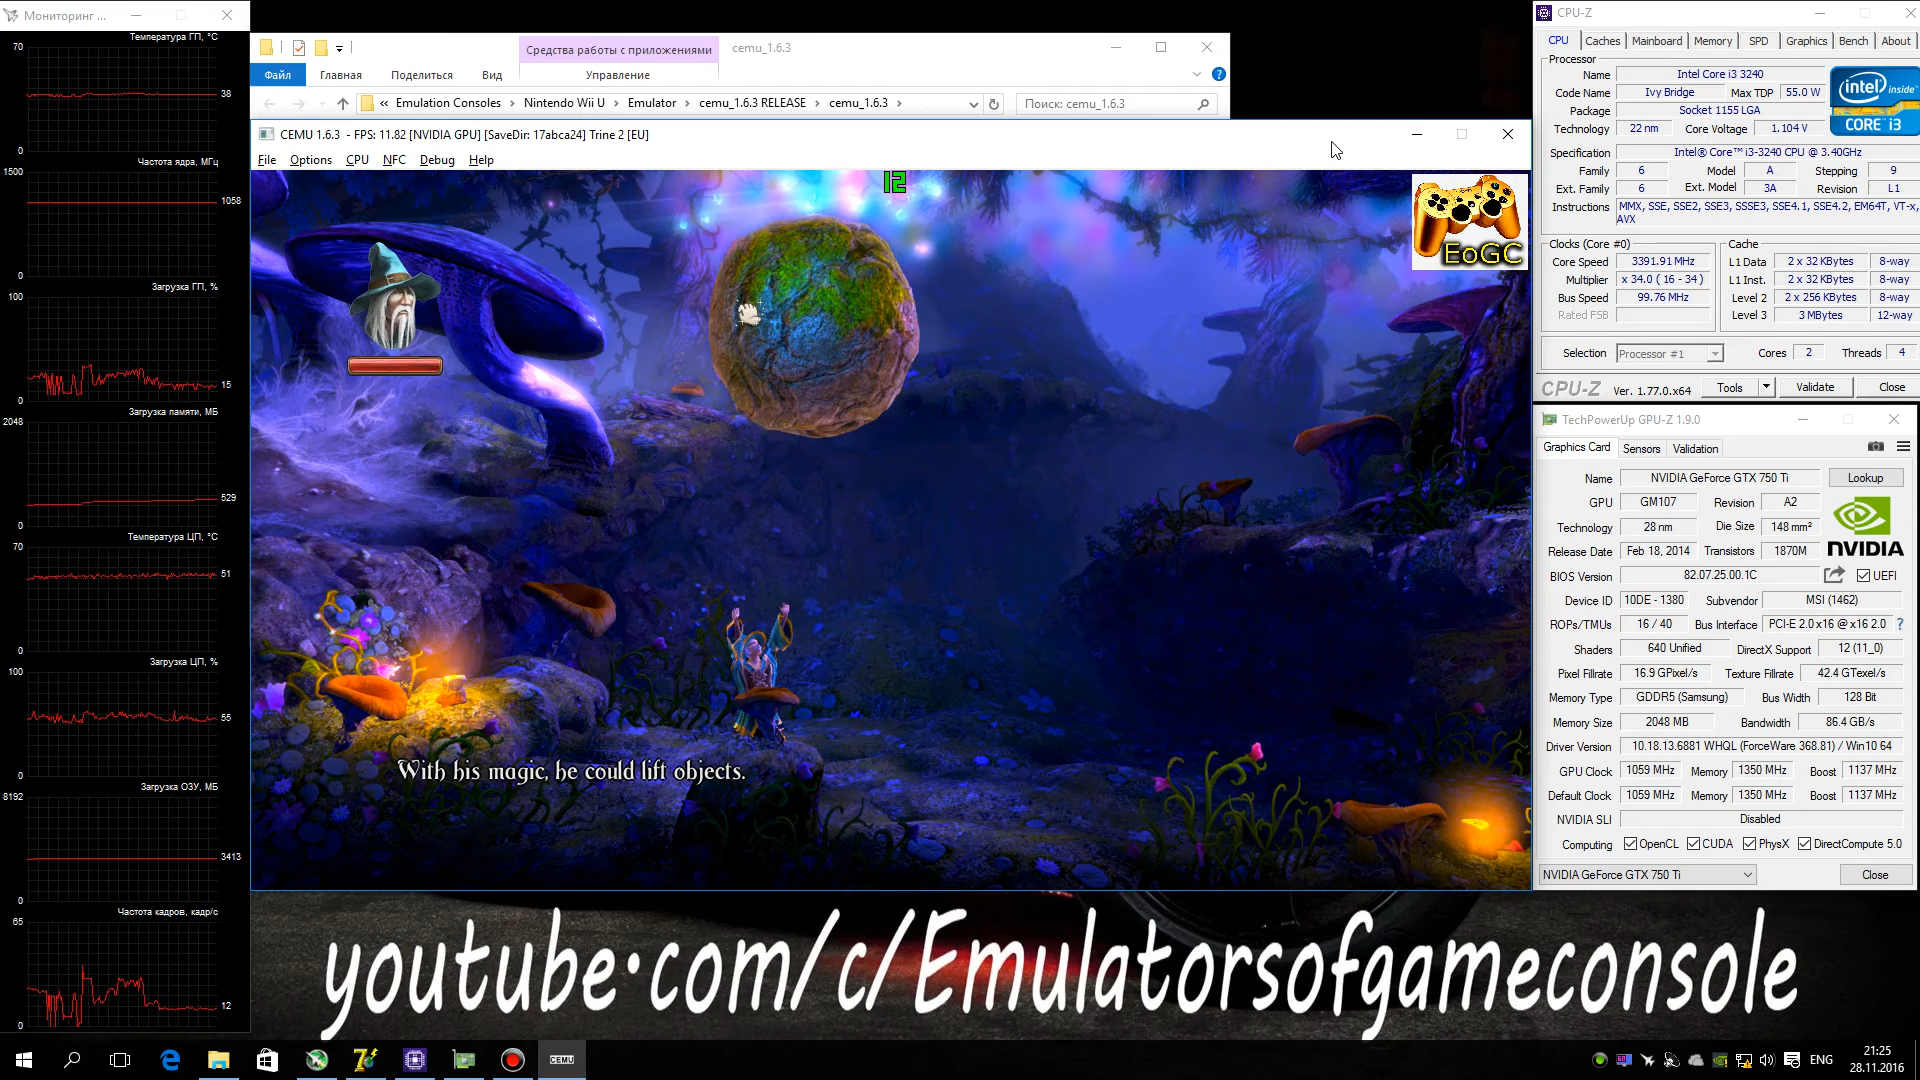 Мониторинг ...
Температура ГП, °C
70
38
0
Частота ядра, МГц
1500
1058
0
Загрузка ГП, %
100
15
0
Загрузка памяти, МБ
2048
529
0
Температура ЦП, °C
70
51
0
Загрузка ЦП, %
100
55
0
Загрузка ОЗУ, МБ
8192
3413
0
Частота кадров, кадр/с
65
12
0
Средства работы с приложениями cemu_1.6.3
Файл Главная Поделиться Вид Управление
« Emulation Consoles Nintendo Wii U Emulator cemu_1.6.3 RELEASE cemu_1.6.3
Поиск: cemu_1.6.3
CEMU 1.6.3 - FPS: 11.82 [NVIDIA GPU] [SaveDir: 17abca24] Trine 2 [EU]
File Options CPU NFC Debug Help
12
EoGC
With his magic, he could lift objects.
youtube.com/c/Emulatorsofgameconsole
CPU-Z
CPU Caches Mainboard Memory SPD Graphics Bench About
Processor
Name Intel Core i3 3240
Code Name Ivy Bridge Max TDP 55.0 W
Package Socket 1155 LGA
Technology 22 nm Core Voltage 1.104 V
intel inside™
CORE i3
Specification Intel® Core™ i3-3240 CPU @ 3.40GHz
Family 6 Model A Stepping 9
Ext. Family 6 Ext. Model 3A Revision L1
Instructions MMX, SSE, SSE2, SSE3, SSSE3, SSE4.1, SSE4.2, EM64T, VT-x,
AVX
Clocks (Core #0) Cache
Core Speed 3391.91 MHz L1 Data 2 x 32 KBytes 8-way
Multiplier x 34.0 ( 16 - 34 ) L1 Inst. 2 x 32 KBytes 8-way
Bus Speed 99.76 MHz Level 2 2 x 256 KBytes 8-way
Rated FSB Level 3 3 MBytes 12-way
Selection Processor #1 Cores 2 Threads 4
CPU-Z Ver. 1.77.0.x64 Tools Validate Close
TechPowerUp GPU-Z 1.9.0
Graphics Card Sensors Validation
Name NVIDIA GeForce GTX 750 Ti Lookup
GPU GM107 Revision A2
Technology 28 nm Die Size 148 mm²
Release Date Feb 18, 2014 Transistors 1870M
NVIDIA
BIOS Version 82.07.25.00.1C UEFI
Device ID 10DE - 1380 Subvendor MSI (1462)
ROPs/TMUs 16 / 40 Bus Interface PCI-E 2.0 x16 @ x16 2.0 ?
Shaders 640 Unified DirectX Support 12 (11_0)
Pixel Fillrate 16.9 GPixel/s Texture Fillrate 42.4 GTexel/s
Memory Type GDDR5 (Samsung) Bus Width 128 Bit
Memory Size 2048 MB Bandwidth 86.4 GB/s
Driver Version 10.18.13.6881 WHQL (ForceWare 368.81) / Win10 64
GPU Clock 1059 MHz Memory 1350 MHz Boost 1137 MHz
Default Clock 1059 MHz Memory 1350 MHz Boost 1137 MHz
NVIDIA SLI Disabled
Computing OpenCL CUDA PhysX DirectCompute 5.0
NVIDIA GeForce GTX 750 Ti Close
CEMU
60
ENG
21:25
28.11.2016